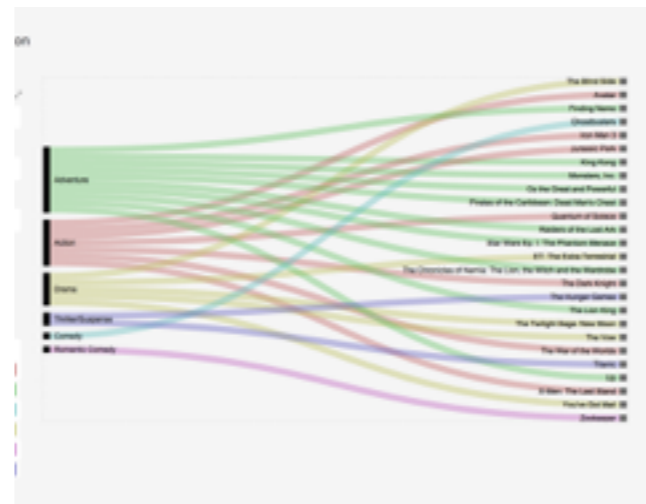 on
Adventure
Action
Drama
Thriller/Suspense
Comedy
Romantic Comedy
The Blind Side
Avatar
Finding Nemo
Ghostbusters
Iron Man 3
Jurassic Park
King Kong
Monsters, Inc.
Oz the Great and Powerful
Pirates of the Caribbean: Dead Man's Chest
Quantum of Solace
Raiders of the Lost Ark
Star Wars Ep. I: The Phantom Menace
ET: The Extra-Terrestrial
The Chronicles of Narnia: The Lion, the Witch and the Wardrobe
The Dark Knight
The Hunger Games
The Lion King
The Twilight Saga: New Moon
The Vow
The War of the Worlds
Titanic
Up
X-Men: The Last Stand
You've Got Mail
Zookeeper